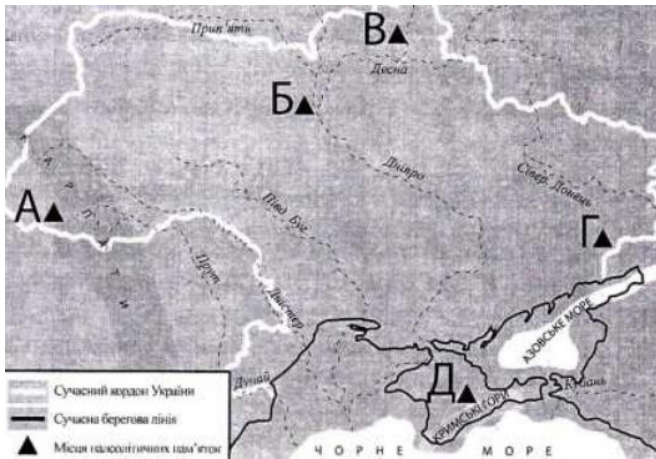 В
Прип'ять
Десна
Б
Дніпро
Сівер. Донець
КАРПАТИ
А
Півд. Буг
Г
Прут
Дністер
АЗОВСЬКЕ МОРЕ
Дунай
Д
Кубань
КРИМСЬКІ ГОРИ
ЧОРНЕ МОРЕ
Сучасний кордон України
Сучасна берегова лінія
Місця палеолітичних пам'яток